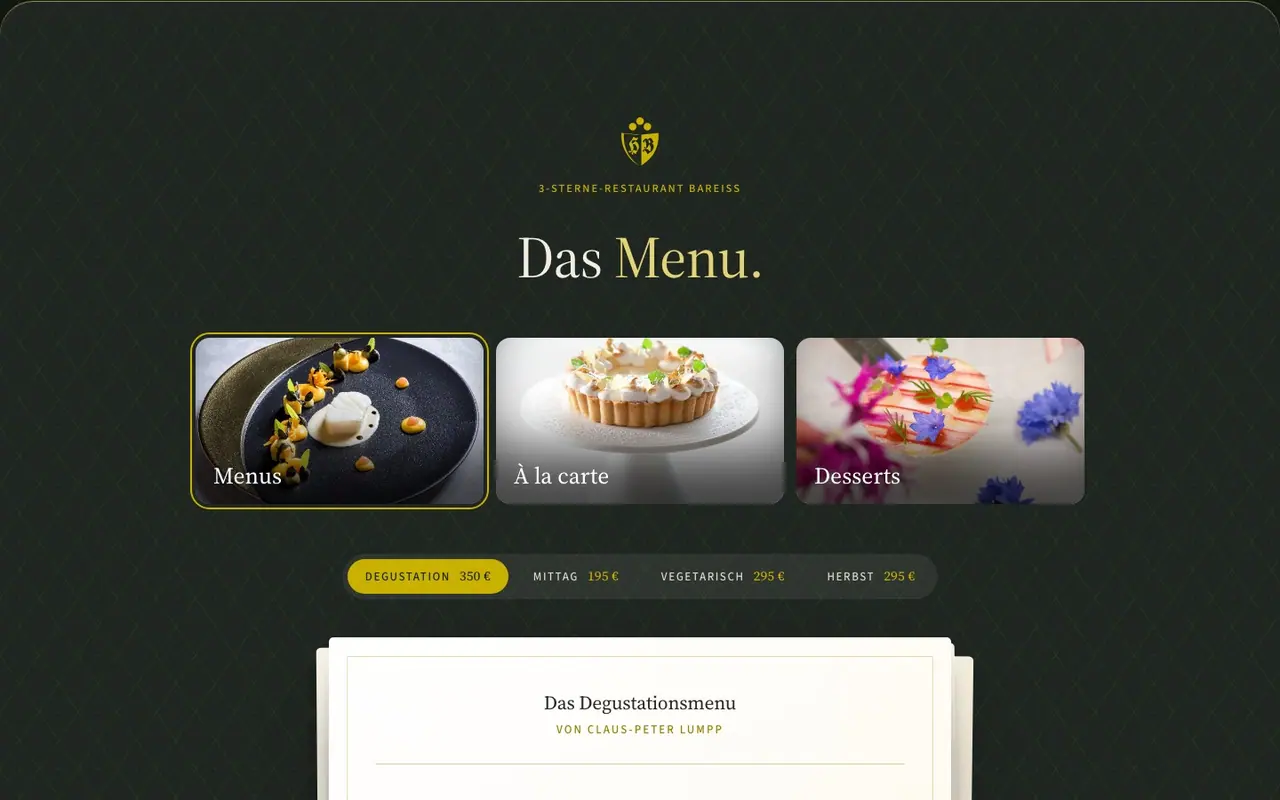 HB
3-STERNE-RESTAURANT BAREISS
Das Menu.
Menus
À la carte
Desserts
DEGUSTATION 350 € MITTAG 195 € VEGETARISCH 295 € HERBST 295 €
Das Degustationsmenu
VON CLAUS-PETER LUMPP